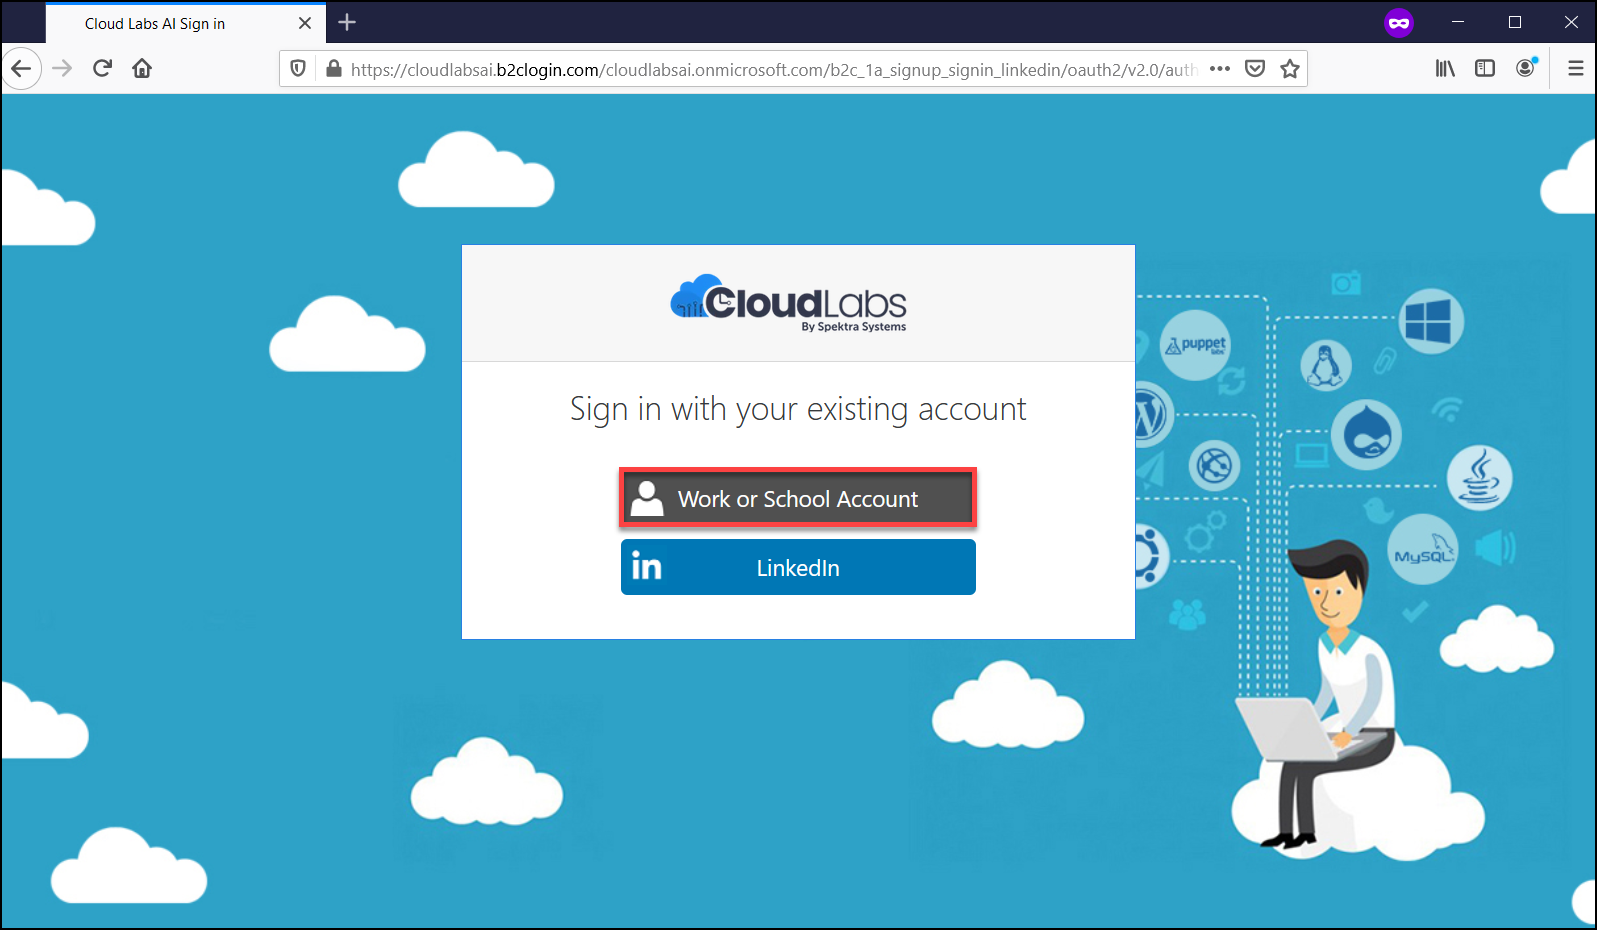 Cloud Labs AI Sign in
https://cloudlabsai.b2clogin.com/cloudlabsai.onmicrosoft.com/b2c_1a_signup_signin_linkedin/oauth2/v2.0/auth
CloudLabs
By Spektra Systems
Sign in with your existing account
Work or School Account
in LinkedIn
puppet
labs
MySQL